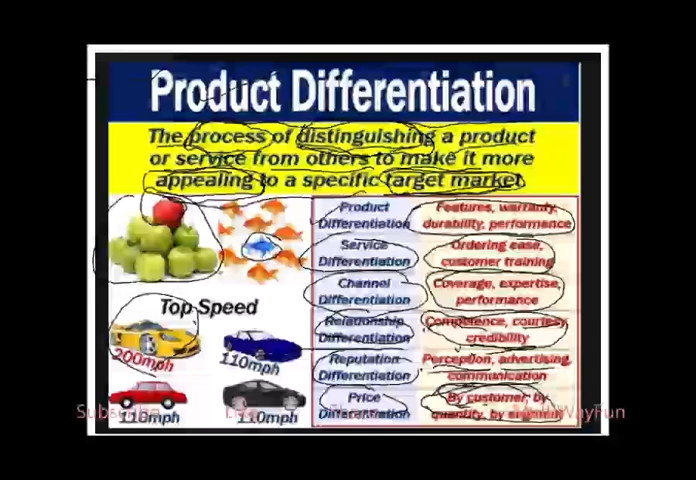 Product Differentiation
The process of distinguishing a product
or service from others to make it more
appealing to a specific target market
Product
Differentiation
Features, warranty,
durability, performance
Service
Differentiation
Ordering ease,
customer training
Channel
Differentiation
Coverage, expertise,
performance
Relationship
Differentiation
Competence, courtesy,
credibility
Reputation
Differentiation
Perception, advertising,
communication
Price
Differentiation
By customer, by
quantity, by
Top Speed
200mph
110mph
110mph
110mph
Subscribe